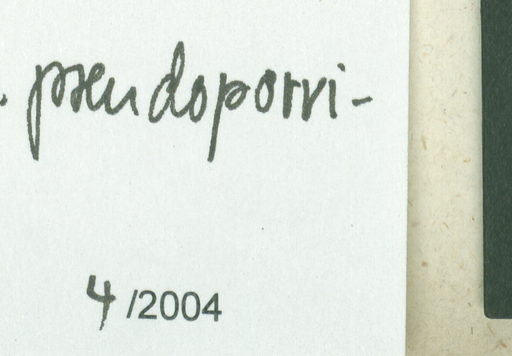 . pseudoporri-
4 /2004